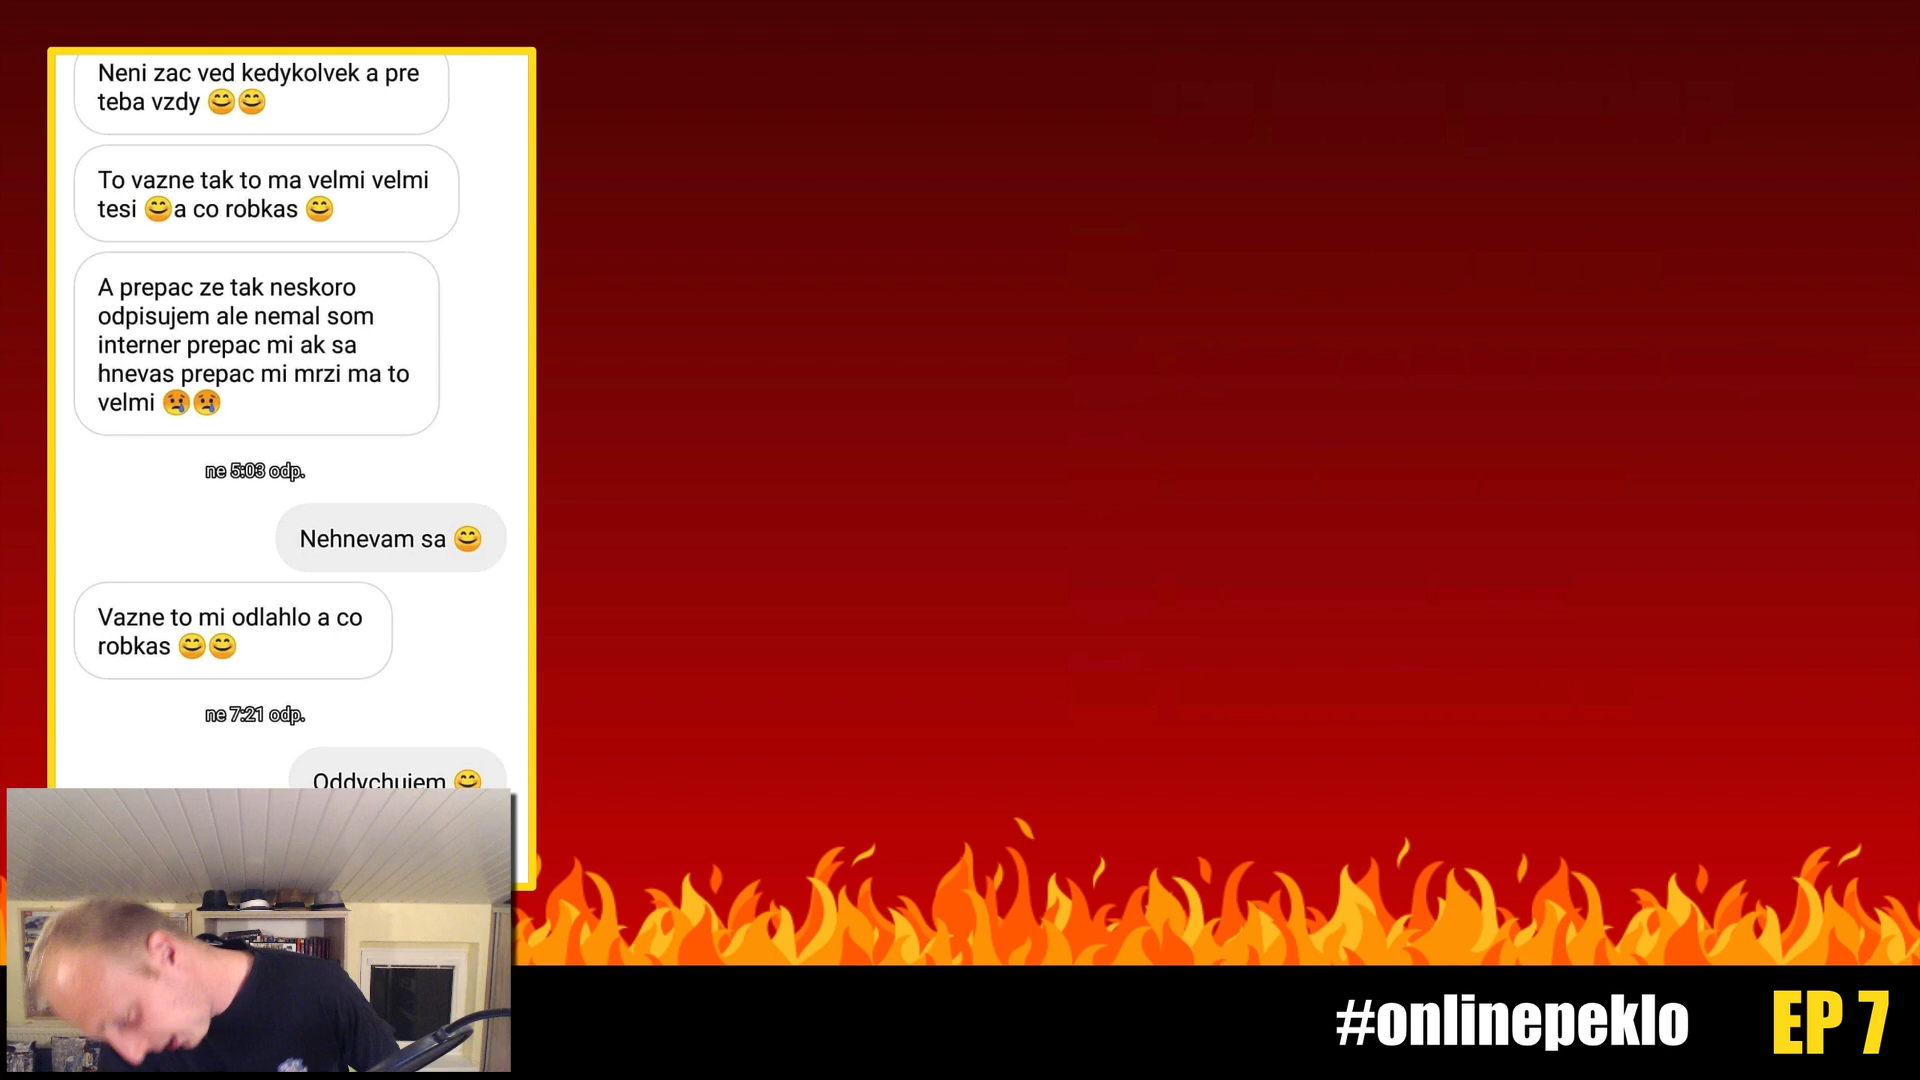 Neni zac ved kedykolvek a pre
teba vzdy 😊😊
To vazne tak to ma velmi velmi
tesi 😊a co robkas 😊
A prepac ze tak neskoro
odpisujem ale nemal som
interner prepac mi ak sa
hnevas prepac mi mrzi ma to
velmi 😢😢
ne 5:03 odp.
Nehnevam sa 😊
Vazne to mi odlahlo a co
robkas 😊😊
ne 7:21 odp.
Oddychujem 😊
#onlinepeklo EP 7